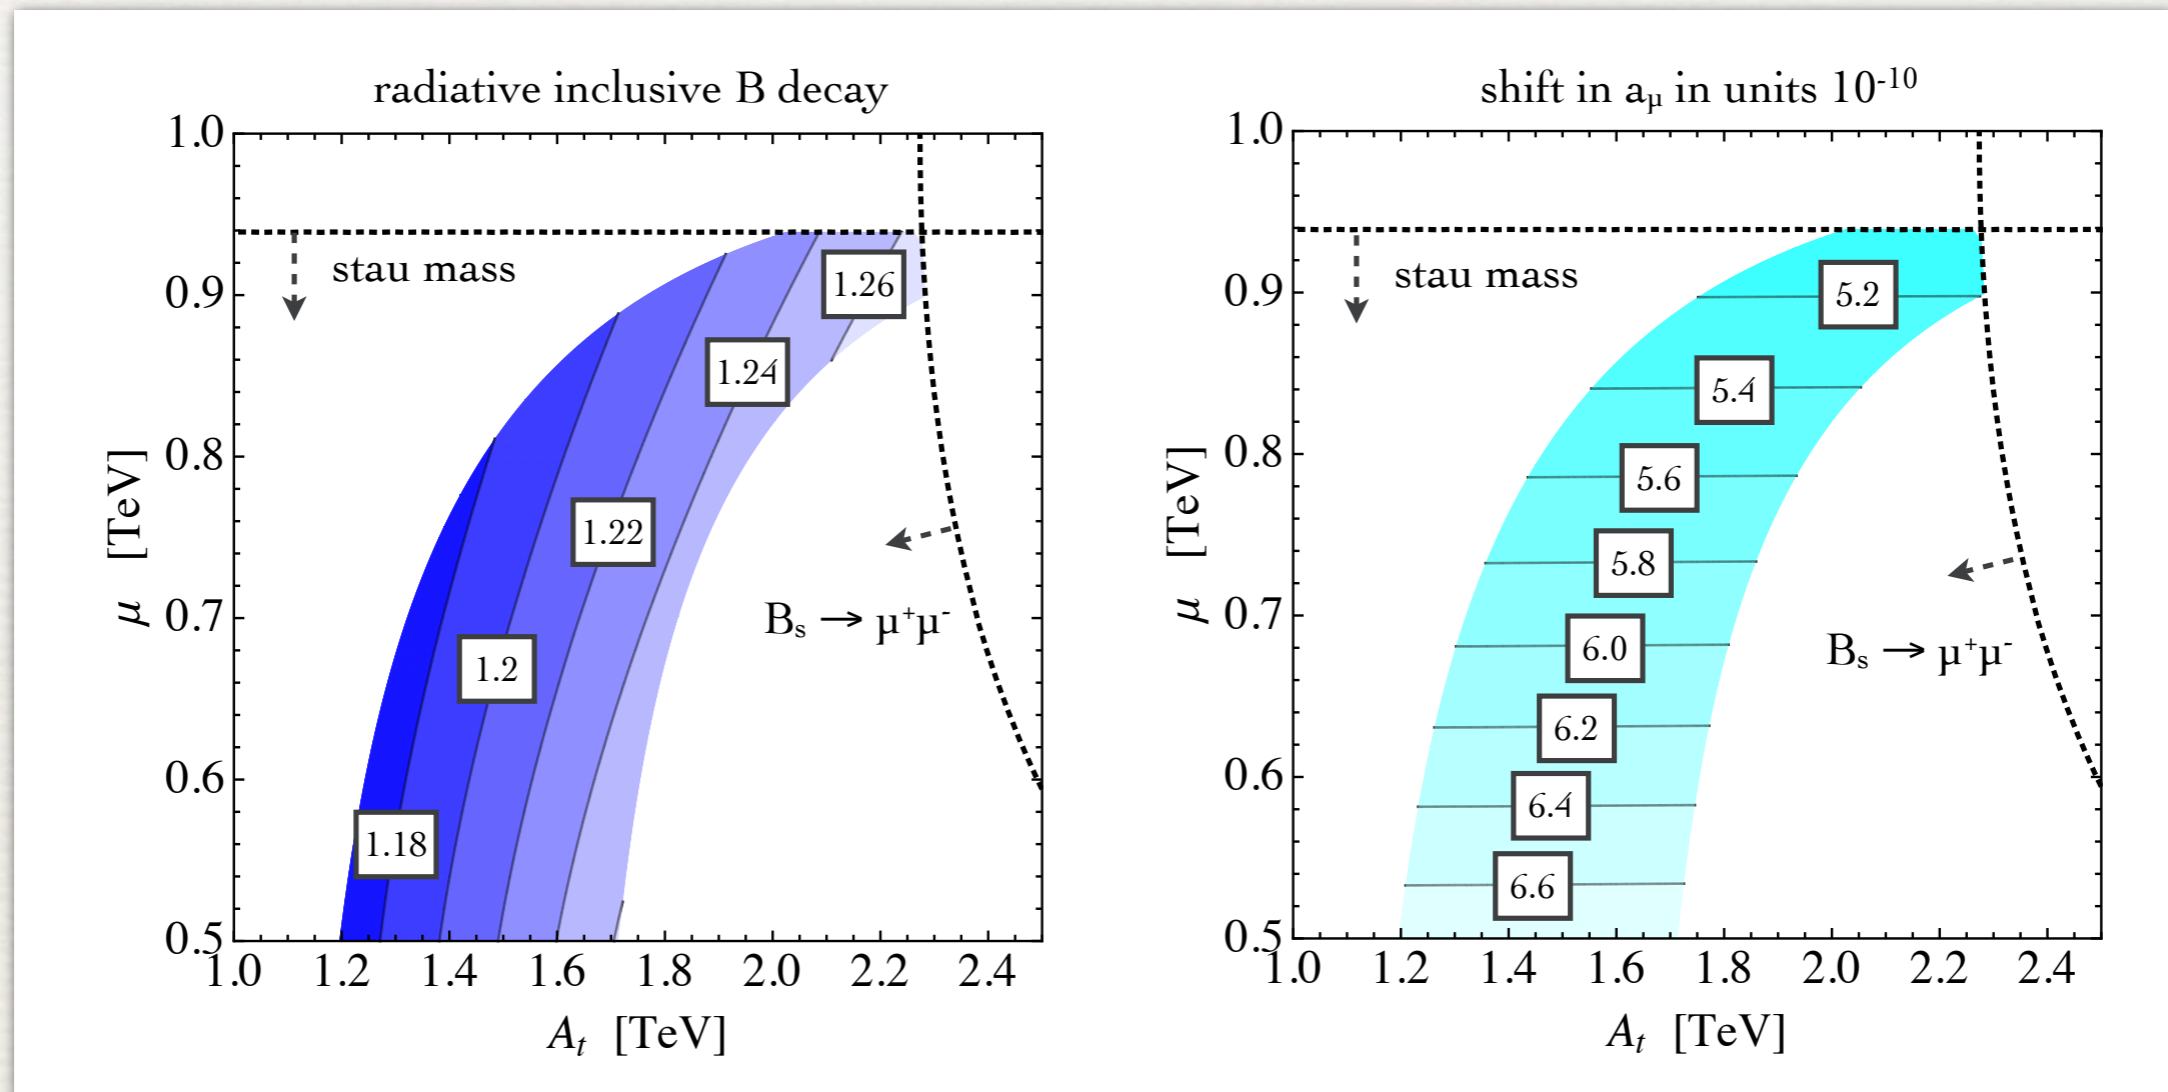 radiative inclusive B decay
1.0
0.9
0.8
0.7
0.6
0.5
μ [TeV]
stau mass
1.26
1.24
1.22
1.2
1.18
Bs → μ+μ-
1.0 1.2 1.4 1.6 1.8 2.0 2.2 2.4
At [TeV]
shift in aμ in units 10-10
1.0
0.9
0.8
0.7
0.6
0.5
μ [TeV]
stau mass
5.2
5.4
5.6
5.8
6.0
6.2
6.4
6.6
Bs → μ+μ-
1.0 1.2 1.4 1.6 1.8 2.0 2.2 2.4
At [TeV]